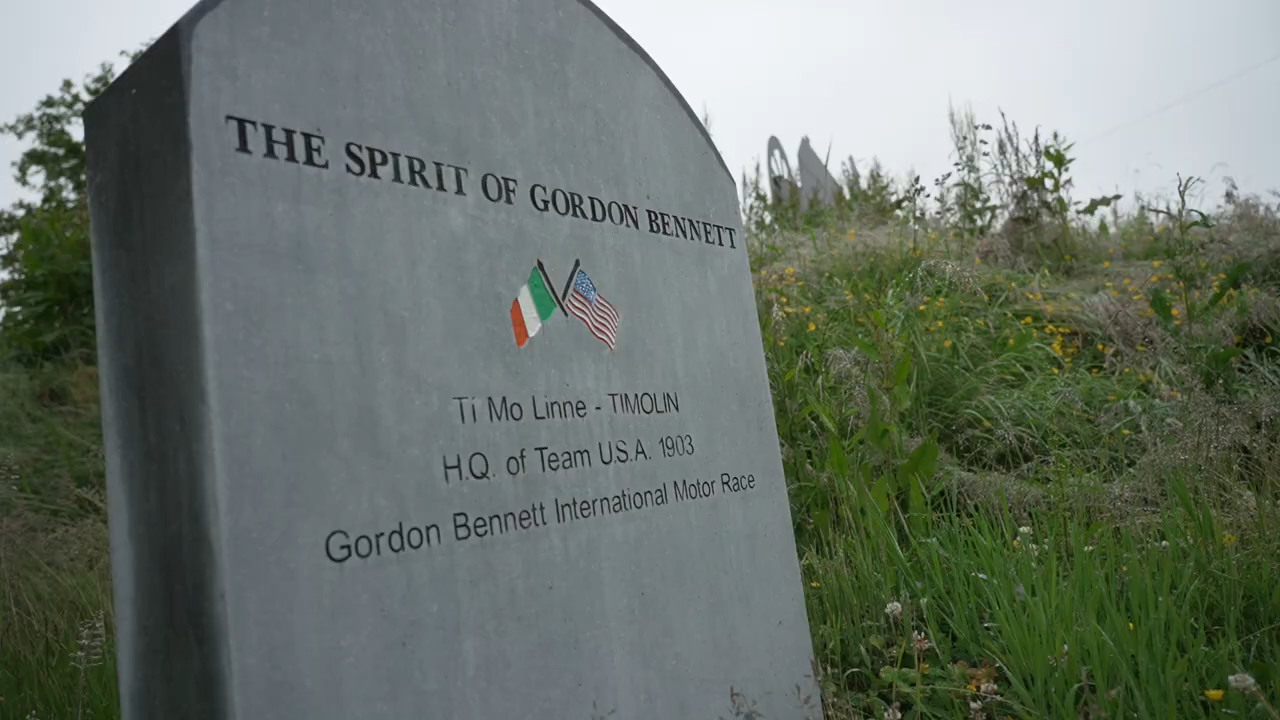 THE SPIRIT OF GORDON BENNETT
Tí Mo Linne - TIMOLIN
H.Q. of Team U.S.A. 1903
Gordon Bennett International Motor Race